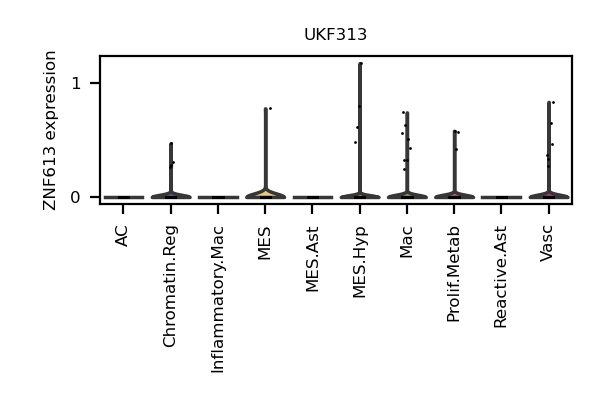 UKF313
ZNF613 expression
1
0
AC
Chromatin.Reg
Inflammatory.Mac
MES
MES.Ast
MES.Hyp
Mac
Prolif.Metab
Reactive.Ast
Vasc